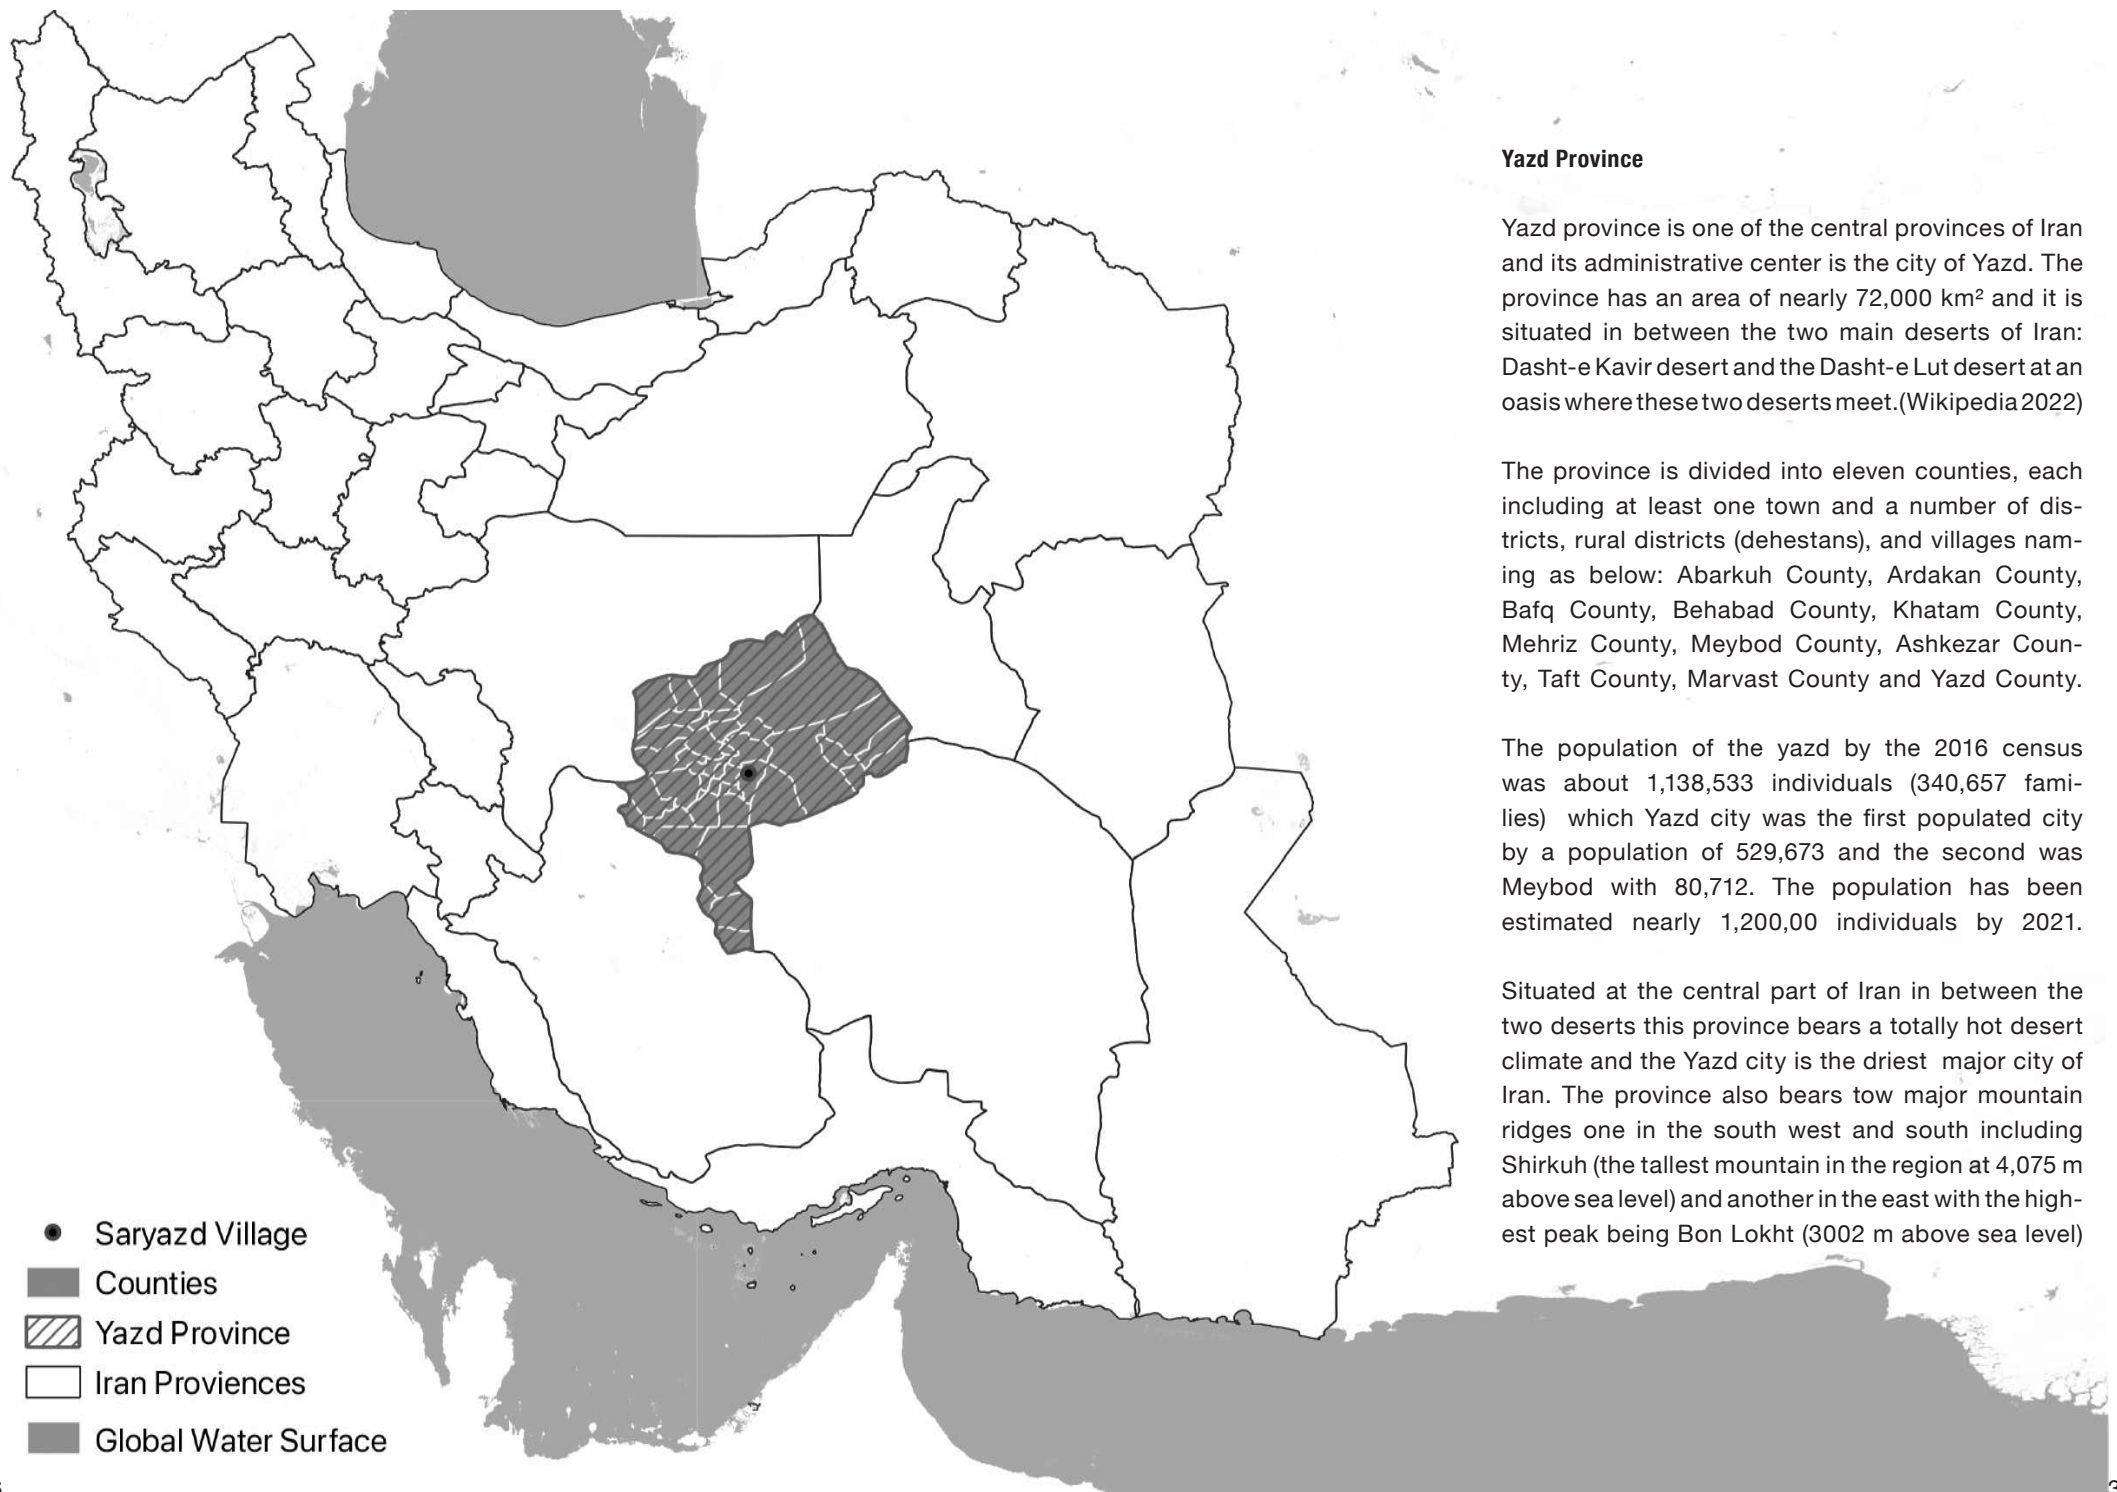 Yazd Province
Yazd province is one of the central provinces of Iran
and its administrative center is the city of Yazd. The
province has an area of nearly 72,000 km² and it is
situated in between the two main deserts of Iran:
Dasht-e Kavir desert and the Dasht-e Lut desert at an
oasis where these two deserts meet.(Wikipedia 2022)
The province is divided into eleven counties, each
including at least one town and a number of dis-
tricts, rural districts (dehestans), and villages nam-
ing as below: Abarkuh County, Ardakan County,
Bafq County, Behabad County, Khatam County,
Mehriz County, Meybod County, Ashkezar Coun-
ty, Taft County, Marvast County and Yazd County.
The population of the yazd by the 2016 census
was about 1,138,533 individuals (340,657 fami-
lies) which Yazd city was the first populated city
by a population of 529,673 and the second was
Meybod with 80,712. The population has been
estimated nearly 1,200,00 individuals by 2021.
Situated at the central part of Iran in between the
two deserts this province bears a totally hot desert
climate and the Yazd city is the driest major city of
Iran. The province also bears tow major mountain
ridges one in the south west and south including
Shirkuh (the tallest mountain in the region at 4,075 m
above sea level) and another in the east with the high-
est peak being Bon Lokht (3002 m above sea level)
Saryazd Village
Counties
Yazd Province
Iran Proviences
Global Water Surface